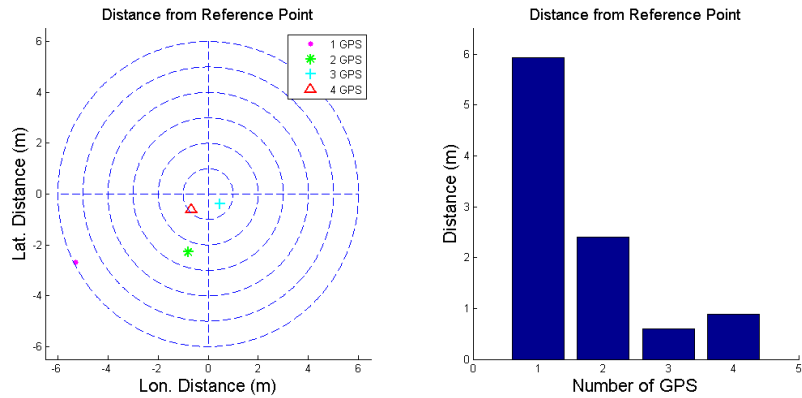 Distance from Reference Point
6
4
2
0
-2
-4
-6
-6
-4
-2
0
2
4
6
Lat. Distance (m)
Lon. Distance (m)
1 GPS
2 GPS
3 GPS
4 GPS
Distance from Reference Point
6
5
4
3
2
1
0
0
1
2
3
4
5
Distance (m)
Number of GPS